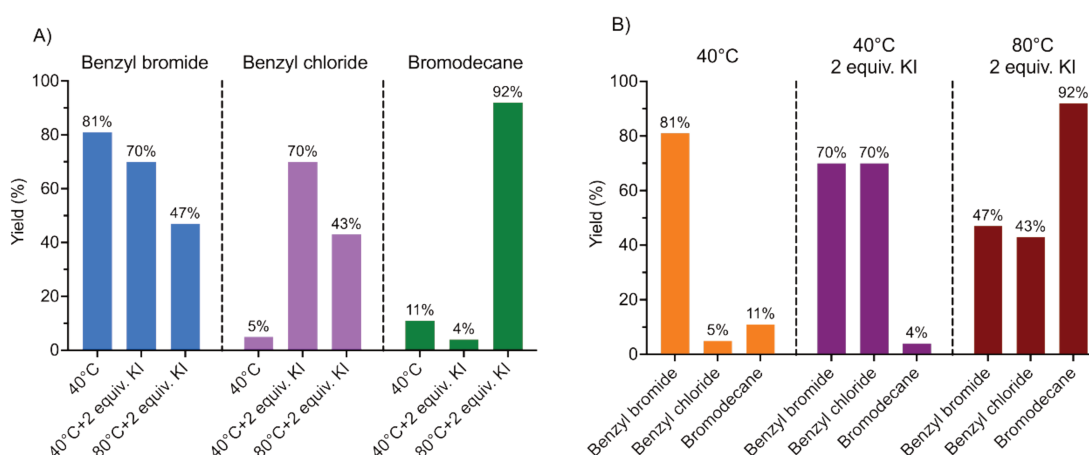 A)
Benzyl bromide Benzyl chloride Bromodecane
Yield (%)
100
80
60
40
20
0
81%
70%
47%
5%
70%
43%
11%
4%
92%
40°C
40°C+2 equiv. KI
80°C+2 equiv. KI
40°C
40°C+2 equiv. KI
80°C+2 equiv. KI
40°C
40°C+2 equiv. KI
80°C+2 equiv. KI
B)
40°C
40°C
2 equiv. KI
80°C
2 equiv. KI
Yield (%)
100
80
60
40
20
0
81%
5%
11%
70%
70%
4%
47%
43%
92%
Benzyl bromide
Benzyl chloride
Bromodecane
Benzyl bromide
Benzyl chloride
Bromodecane
Benzyl bromide
Benzyl chloride
Bromodecane